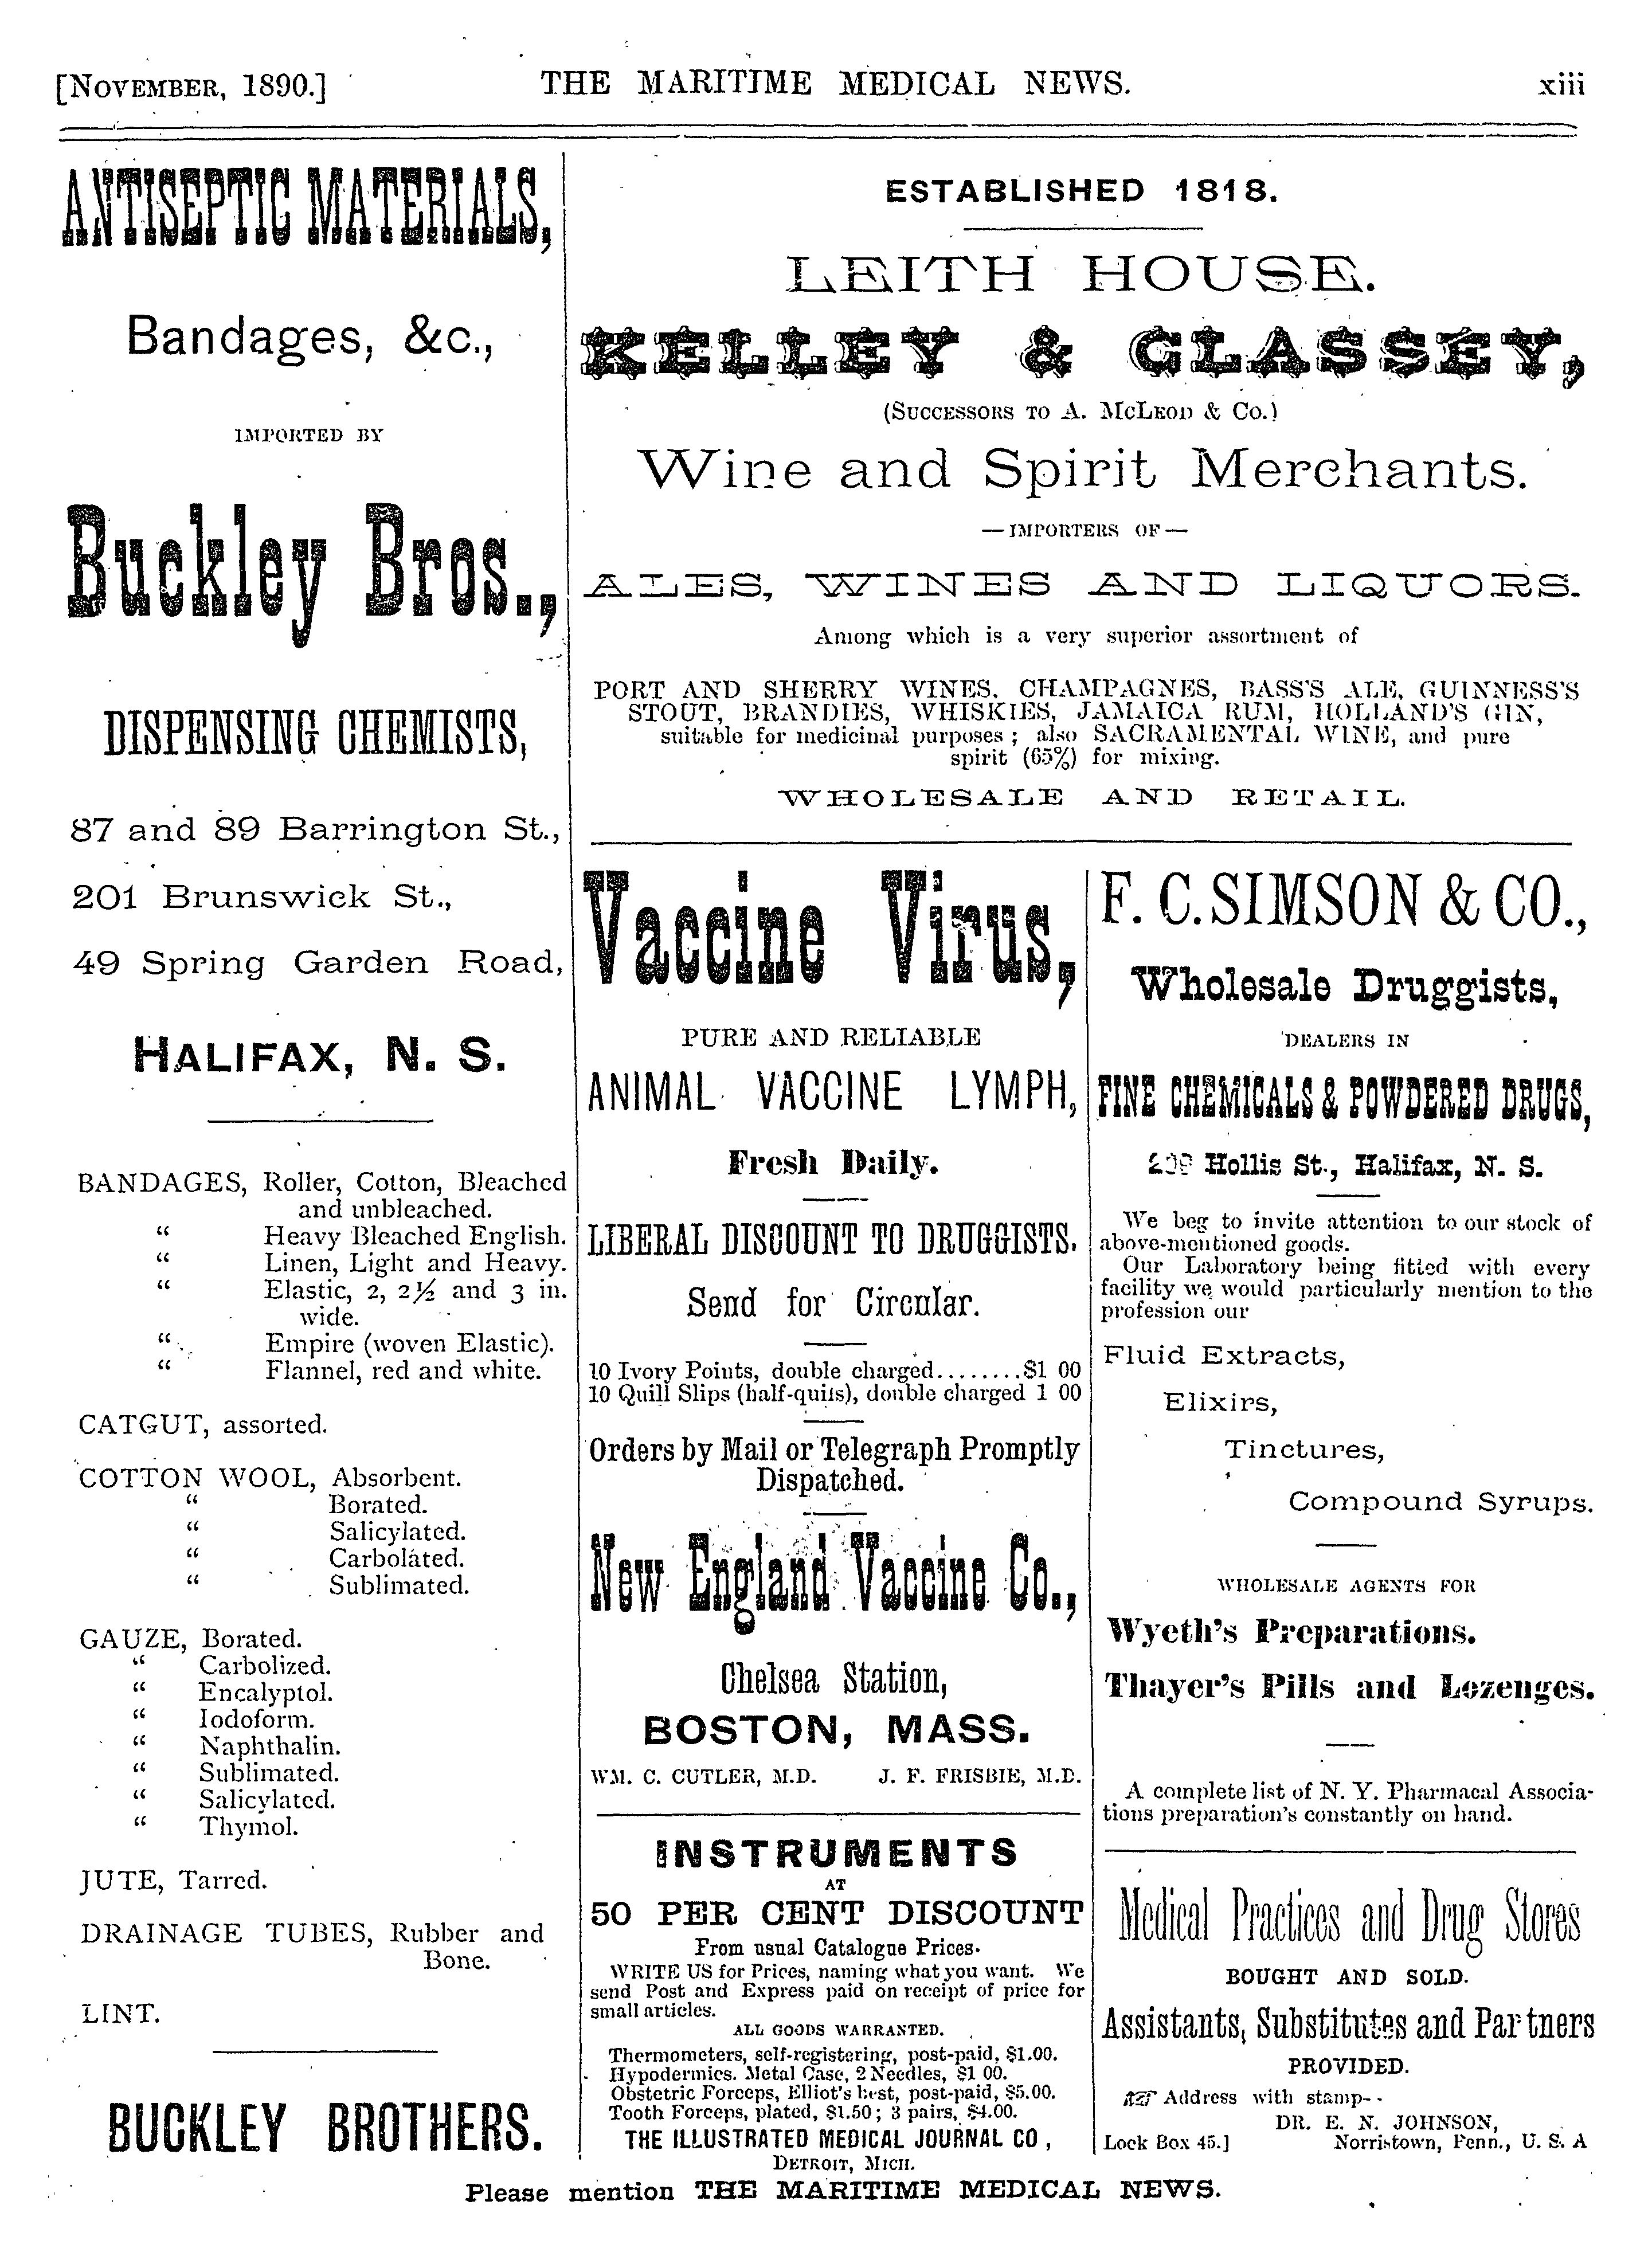 [NOVEMBER, 1890.] THE MARITIME MEDICAL NEWS. xiii
ANTISEPTIC MATERIALS,
Bandages, &c.,
IMPORTED BY
Buckley Bros.,
DISPENSING CHEMISTS,
87 and 89 Barrington St.,
201 Brunswick St.,
49 Spring Garden Road,
HALIFAX, N. S.
BANDAGES, Roller, Cotton, Bleached
and unbleached.
“ Heavy Bleached English.
“ Linen, Light and Heavy.
“ Elastic, 2, 2½ and 3 in.
wide.
“ Empire (woven Elastic).
“ Flannel, red and white.
CATGUT, assorted.
COTTON WOOL, Absorbent.
“ Borated.
“ Salicylated.
“ Carbolated.
“ Sublimated.
GAUZE, Borated.
“ Carbolized.
“ Encalyptol.
“ Iodoform.
“ Naphthalin.
“ Sublimated.
“ Salicylated.
“ Thymol.
JUTE, Tarred.
DRAINAGE TUBES, Rubber and
Bone.
LINT.
BUCKLEY BROTHERS.
ESTABLISHED 1818.
LEITH HOUSE.
KELLEY & GLASSEY,
(SUCCESSORS TO A. MCLEOD & CO.)
Wine and Spirit Merchants.
—IMPORTERS OF—
ALES, WINES AND LIQUORS.
Among which is a very superior assortment of
PORT AND SHERRY WINES, CHAMPAGNES, BASS'S ALE, GUINNESS'S
STOUT, BRANDIES, WHISKIES, JAMAICA RUM, HOLLAND'S GIN,
suitable for medicinal purposes ; also SACRAMENTAL WINE, and pure
spirit (65%) for mixing.
WHOLESALE AND RETAIL.
Vaccine Virus,
PURE AND RELIABLE
ANIMAL VACCINE LYMPH,
Fresh Daily.
LIBERAL DISCOUNT TO DRUGGISTS.
Send for Circular.
10 Ivory Points, double charged........$1 00
10 Quill Slips (half-quils), double charged 1 00
Orders by Mail or Telegraph Promptly
Dispatched.
New England Vaccine Co.,
Chelsea Station,
BOSTON, MASS.
WM. C. CUTLER, M.D. J. F. FRISBIE, M.D.
INSTRUMENTS
AT
50 PER CENT DISCOUNT
From usual Catalogue Prices.
WRITE US for Prices, naming what you want. We
send Post and Express paid on receipt of price for
small articles.
ALL GOODS WARRANTED.
Thermometers, self-registering, post-paid, $1.00.
Hypodermics. Metal Case, 2 Needles, $1 00.
Obstetric Forceps, Elliot's best, post-paid, $5.00.
Tooth Forceps, plated, $1.50 ; 3 pairs, $4.00.
THE ILLUSTRATED MEDICAL JOURNAL CO ,
DETROIT, MICH.
F. C. SIMSON & CO.,
Wholesale Druggists,
DEALERS IN
FINE CHEMICALS & POWDERED DRUGS,
Hollis St., Halifax, N. S.
We beg to invite attention to our stock of
above-mentioned goods.
Our Laboratory being fitted with every
facility we would particularly mention to the
profession our
Fluid Extracts,
Elixirs,
Tinctures,
Compound Syrups.
WHOLESALE AGENTS FOR
Wyeth's Preparations.
Thayer's Pills and Lozenges.
A complete list of N. Y. Pharmacal Associa-
tions preparation's constantly on hand.
Medical Practices and Drug Stores
BOUGHT AND SOLD.
Assistants, Substitutes and Partners
PROVIDED.
☞ Address with stamp--
DR. E. N. JOHNSON,
Lock Box 45.] Norristown, Penn., U. S. A
Please mention THE MARITIME MEDICAL NEWS.